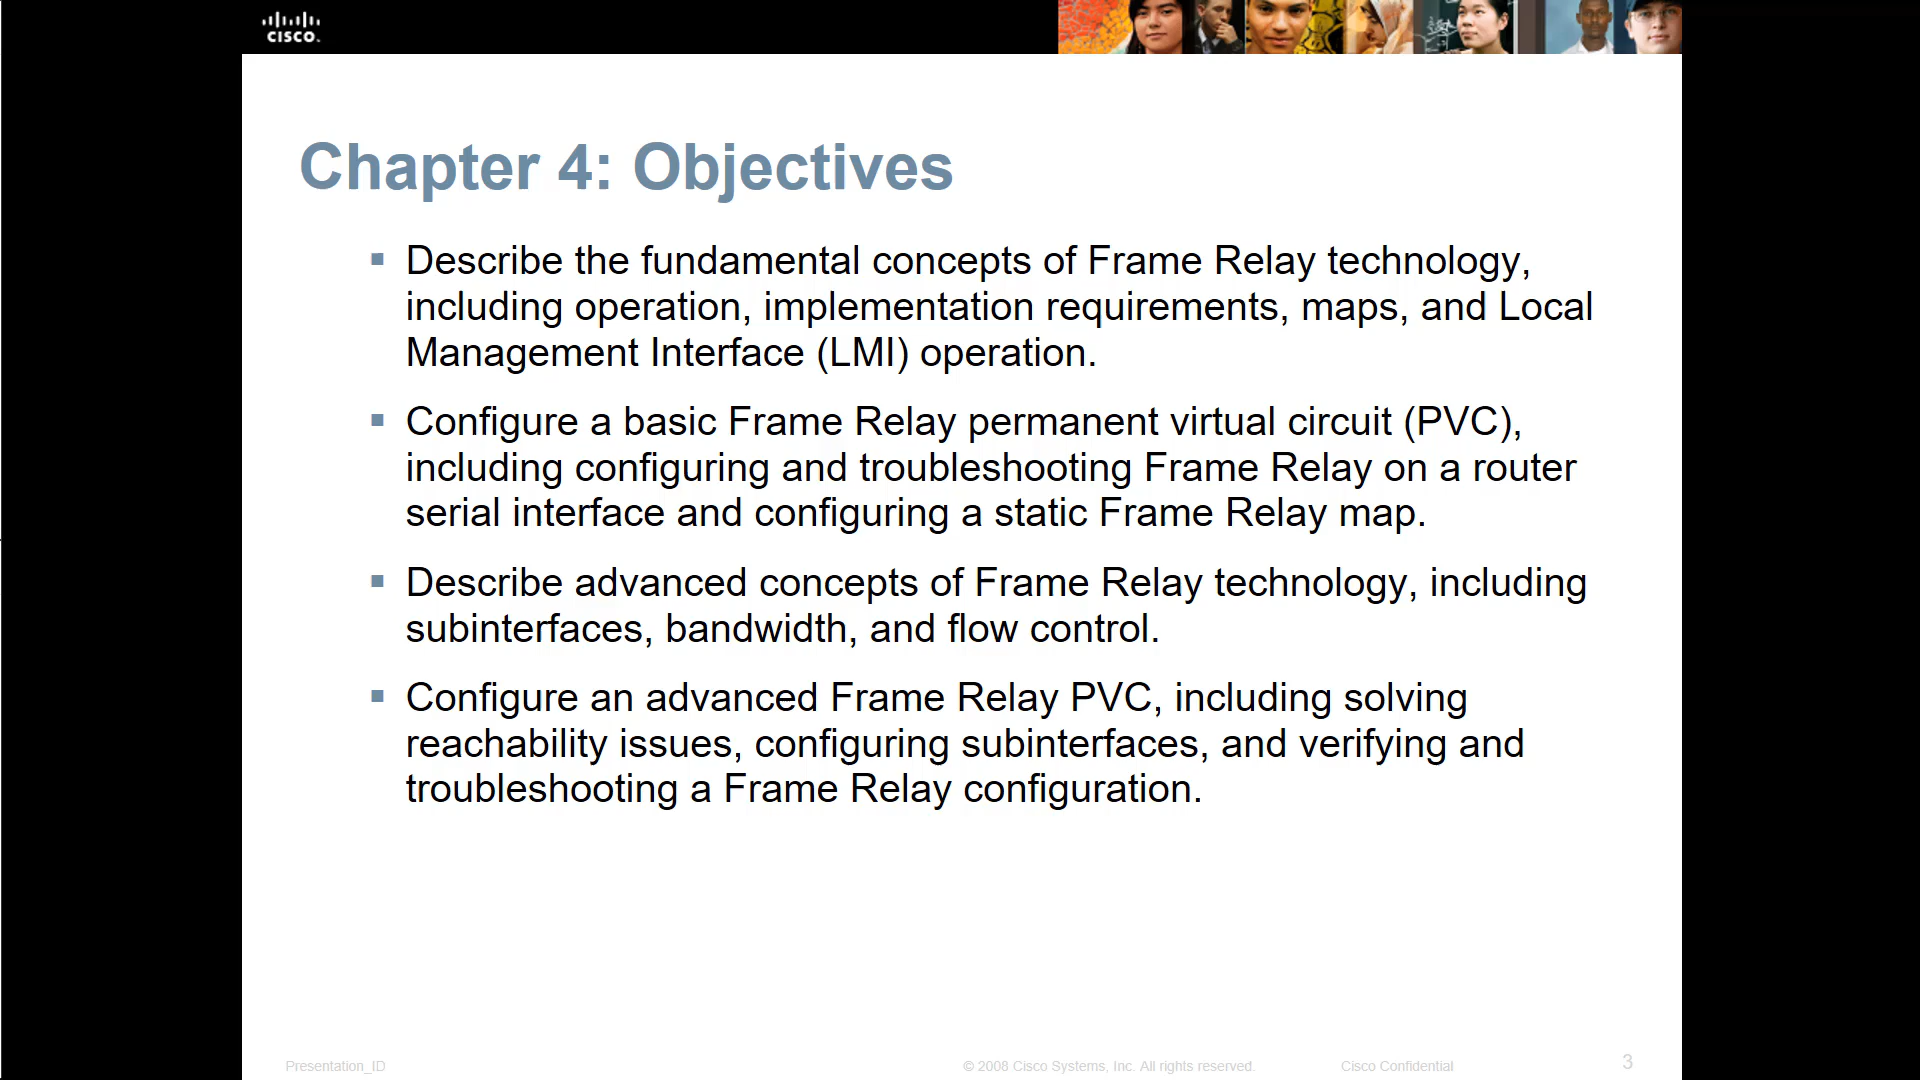 CISCO.
Chapter 4: Objectives
Describe the fundamental concepts of Frame Relay technology,
including operation, implementation requirements, maps, and Local
Management Interface (LMI) operation.
Configure a basic Frame Relay permanent virtual circuit (PVC),
including configuring and troubleshooting Frame Relay on a router
serial interface and configuring a static Frame Relay map.
Describe advanced concepts of Frame Relay technology, including
subinterfaces, bandwidth, and flow control.
Configure an advanced Frame Relay PVC, including solving
reachability issues, configuring subinterfaces, and verifying and
troubleshooting a Frame Relay configuration.
Presentation_ID © 2008 Cisco Systems, Inc. All rights reserved. Cisco Confidential 3